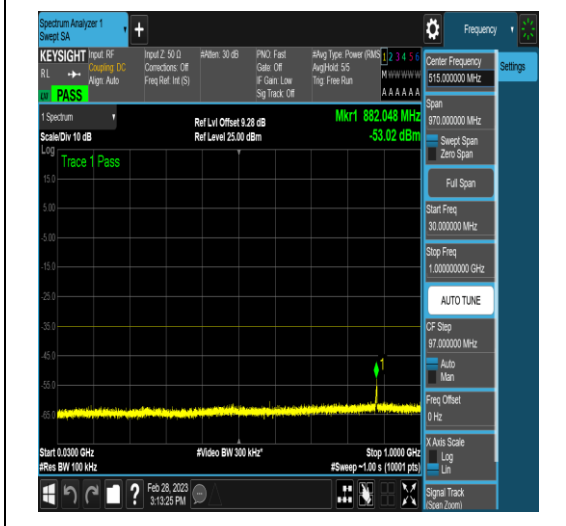 Spectrum Analyzer 1
Swept SA
+
Frequency
KEYSIGHT
Input: RF
Coupling: DC
Align: Auto
Input Z: 50 Ω
Corrections: Off
Freq Ref: Int (S)
#Atten: 30 dB
PNO: Fast
Gate: Off
IF Gain: Low
Sig Track: Off
#Avg Type: Power (RMS
Avg|Hold: 5/5
Trig: Free Run
1 2 3 4 5 6
M W W W W W
A A A A A A
RL
PASS
1 Spectrum
Scale/Div 10 dB
Ref Lvl Offset 9.28 dB
Ref Level 25.00 dBm
Mkr1 882.048 MHz
-53.02 dBm
Log
Trace 1 Pass
15.0
5.00
-5.00
-15.0
-25.0
-35.0
-45.0
-55.0
-65.0
1
Start 0.0300 GHz
#Res BW 100 kHz
#Video BW 300 kHz*
Stop 1.0000 GHz
#Sweep ~1.00 s (10001 pts)
Feb 28, 2023
3:13:25 PM
?
Center Frequency
515.000000 MHz
Settings
Span
970.000000 MHz
Swept Span
Zero Span
Full Span
Start Freq
30.000000 MHz
Stop Freq
1.000000000 GHz
AUTO TUNE
CF Step
97.000000 MHz
Auto
Man
Freq Offset
0 Hz
X Axis Scale
Log
Lin
Signal Track
(Span Zoom)